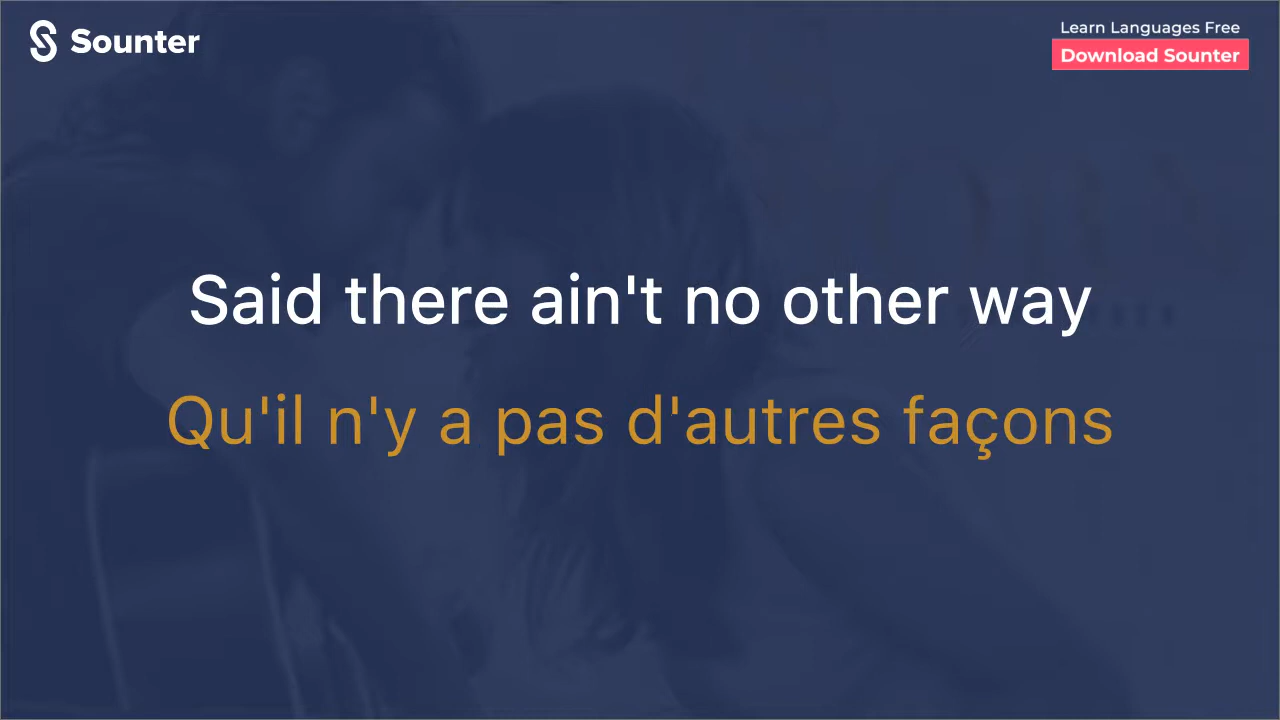 Sounter
Learn Languages Free
Download Sounter
Said there ain't no other way
Qu'il n'y a pas d'autres façons